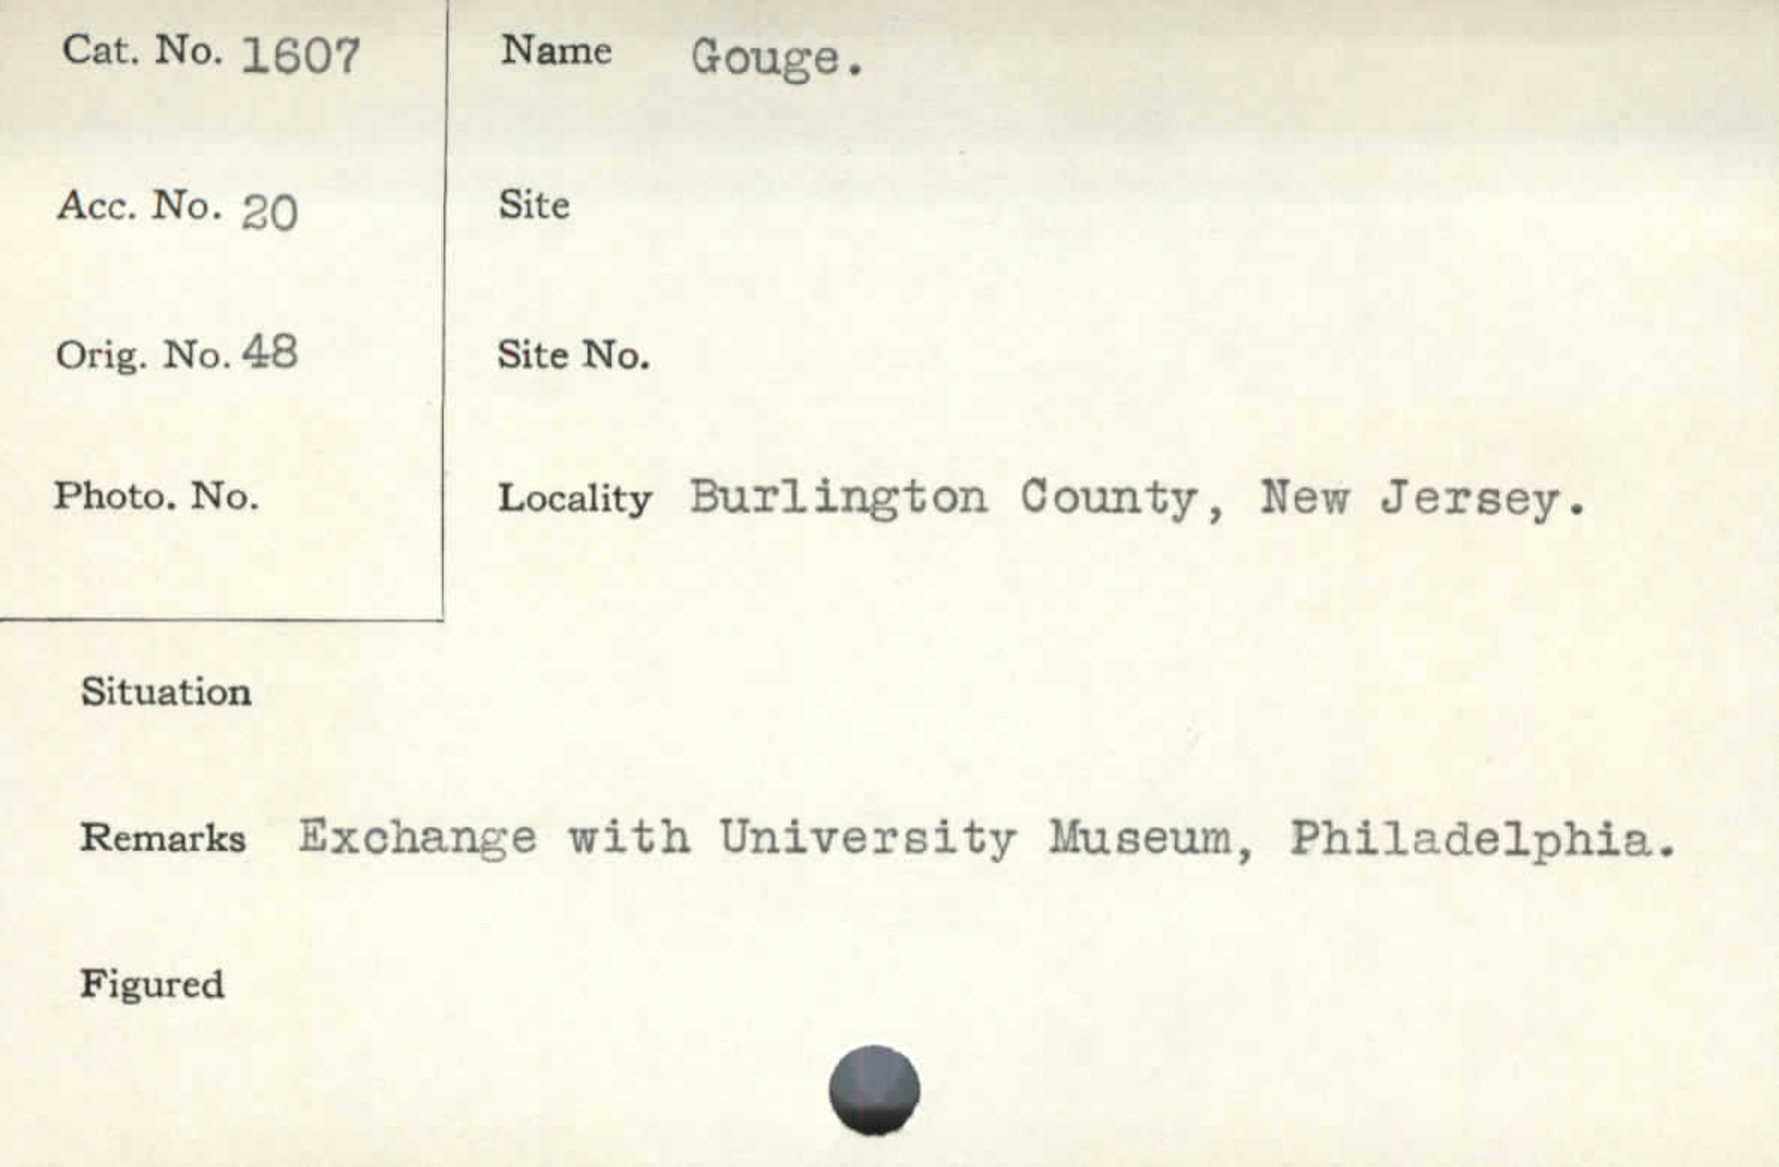 Cat. No. 1607
Name Gouge.
Acc. No. 20
Site
Orig. No. 48
Site No.
Photo. No.
Locality Burlington County, New Jersey.
Situation
Remarks Exchange with University Museum, Philadelphia.
Figured